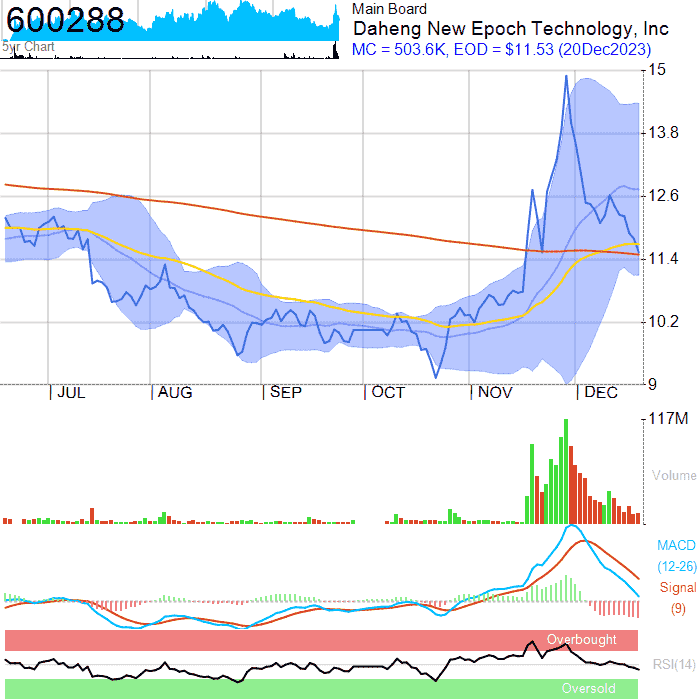 600288
Main Board
Daheng New Epoch Technology, Inc
5yr Chart
MC = 503.6K, EOD = $11.53 (20Dec2023)
15
13.8
12.6
11.4
10.2
9
JUL AUG SEP OCT NOV DEC
117M
Volume
MACD
(12-26)
Signal
(9)
Overbought
RSI(14)
Oversold